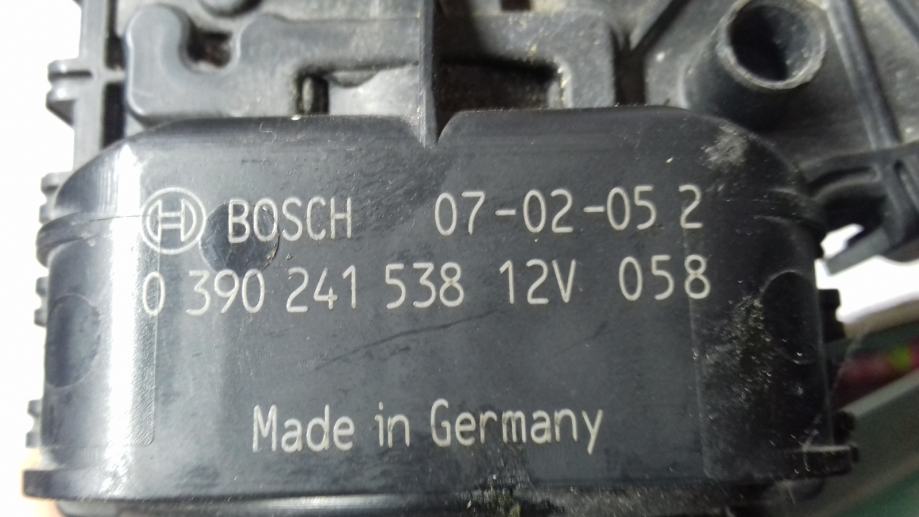 BOSCH 07-02-05 2
0 390 241 538 12V 058
Made in Germany